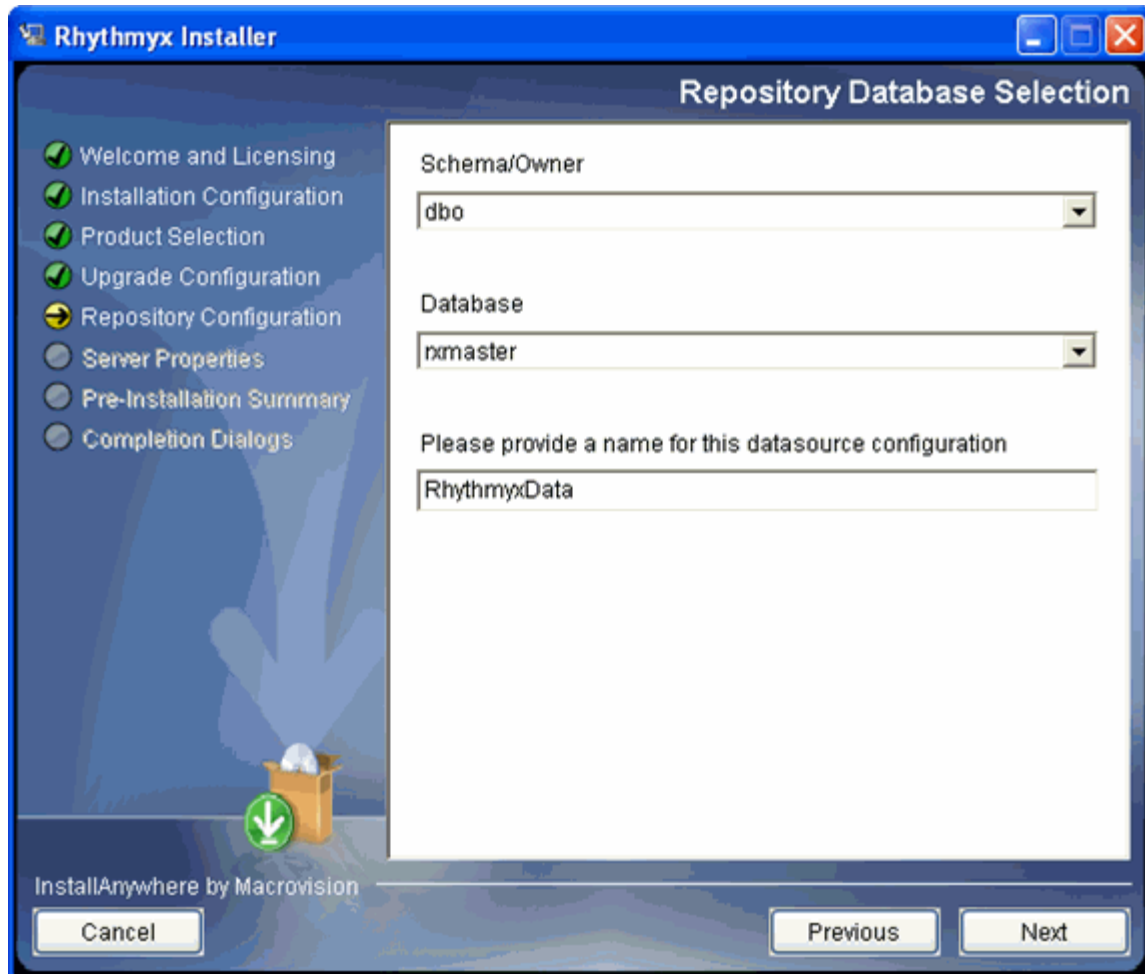 Rhythmyx Installer
Repository Database Selection
Welcome and Licensing
Installation Configuration
Product Selection
Upgrade Configuration
Repository Configuration
Server Properties
Pre-Installation Summary
Completion Dialogs
Schema/Owner
dbo
Database
rxmaster
Please provide a name for this datasource configuration
RhythmyxData
InstallAnywhere by Macrovision
Cancel
Previous
Next